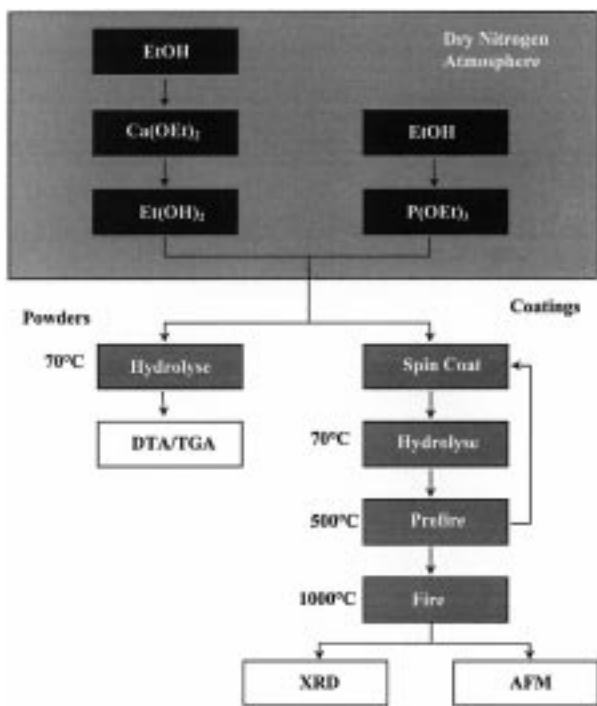 Dry Nitrogen
Atmosphere
EtOH
Ca(OEt)₂
EtOH
Et(OH)₂
P(OEt)₃
Powders
Coatings
70°C
Hydrolyse
Spin Coat
DTA/TGA
70°C
Hydrolyse
500°C
Prefire
1000°C
Fire
XRD
AFM